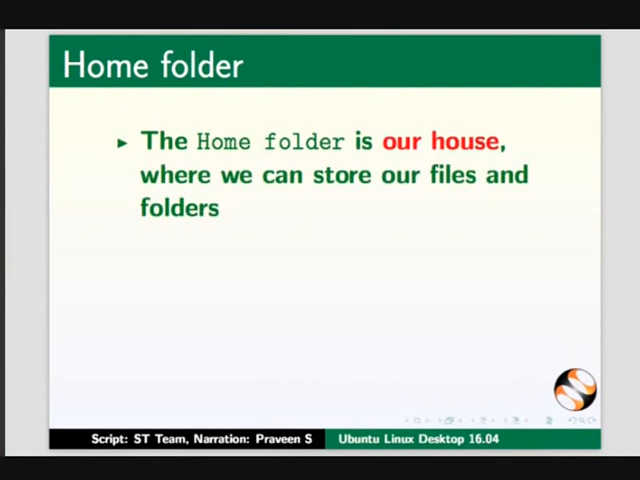 Home folder
The Home folder is our house,
where we can store our files and
folders
Script: ST Team, Narration: Praveen S
Ubuntu Linux Desktop 16.04